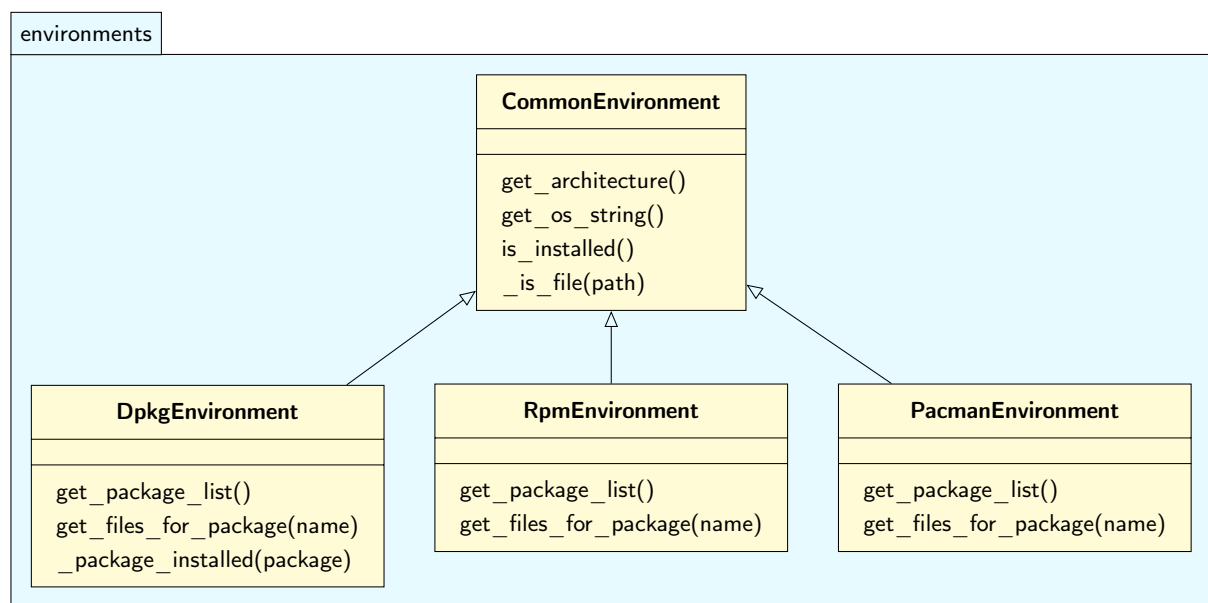 environments
CommonEnvironment
get_architecture()
get_os_string()
is_installed()
_is_file(path)
DpkgEnvironment
get_package_list()
get_files_for_package(name)
_package_installed(package)
RpmEnvironment
get_package_list()
get_files_for_package(name)
PacmanEnvironment
get_package_list()
get_files_for_package(name)